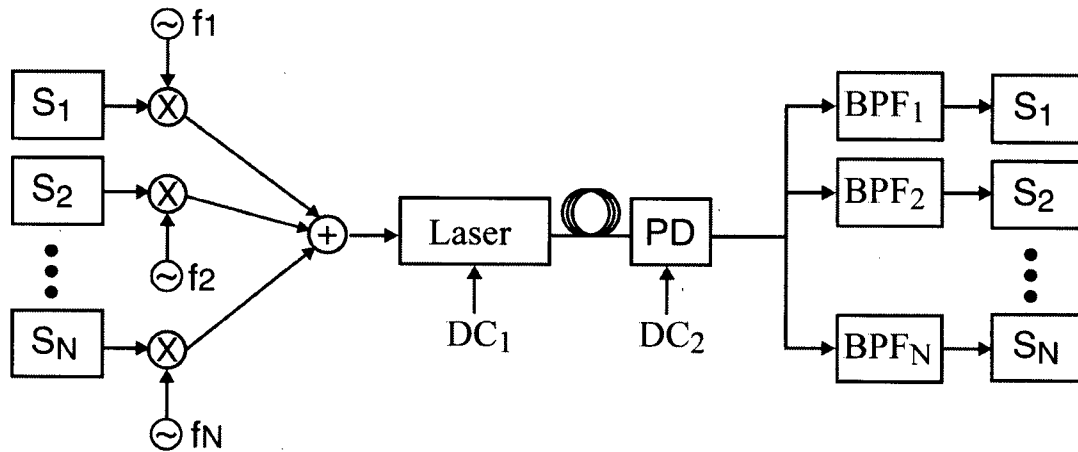 f1
S1
S2
f2
SN
fN
Laser
DC1
PD
DC2
BPF1
S1
BPF2
S2
BPFN
SN